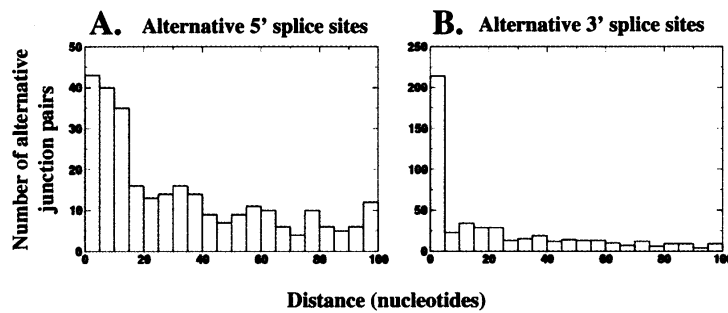 A. Alternative 5' splice sites
B. Alternative 3' splice sites
Number of alternative
junction pairs
50
40
30
20
10
0
0 20 40 60 80 100
250
200
150
100
50
0
0 20 40 60 80 100
Distance (nucleotides)